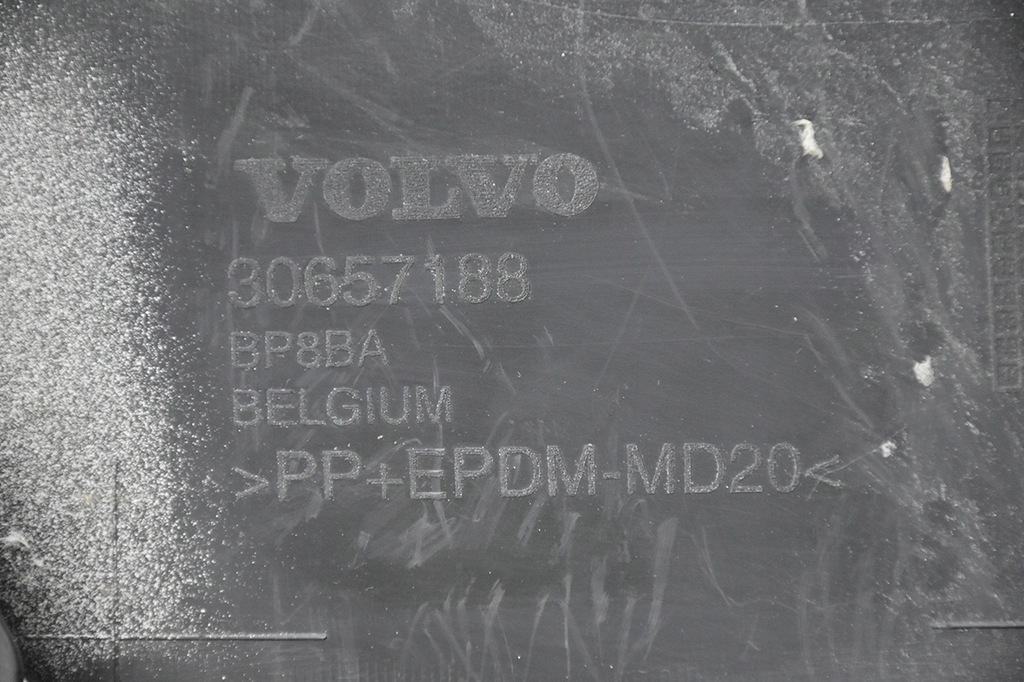 VOLVO
30657188
BP8BA
BELGIUM
>PP+EPDM-MD20<